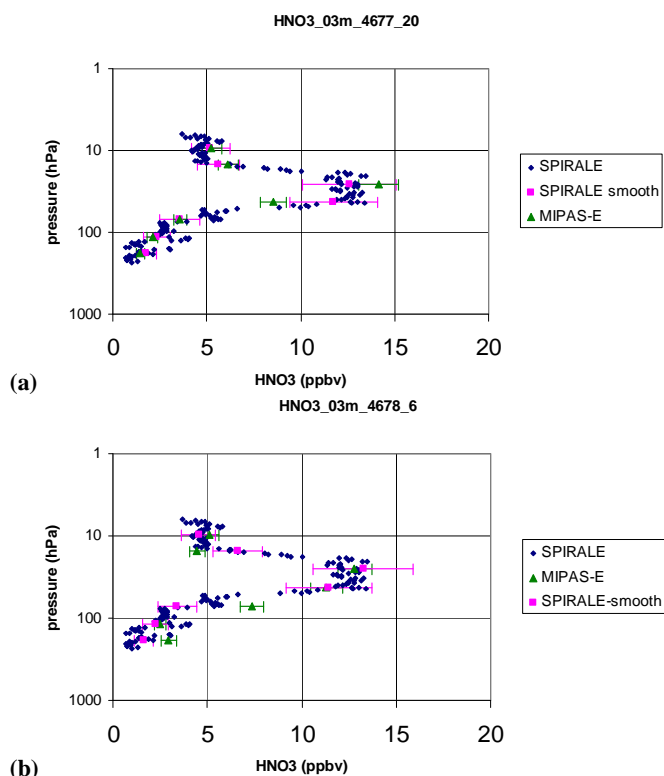 HNO3_03m_4677_20
1
10
100
1000
pressure (hPa)
0 5 10 15 20
HNO3 (ppbv)
SPIRALE
SPIRALE smooth
MIPAS-E
(a)
HNO3_03m_4678_6
1
10
100
1000
pressure (hPa)
0 5 10 15 20
HNO3 (ppbv)
SPIRALE
MIPAS-E
SPIRALE-smooth
(b)